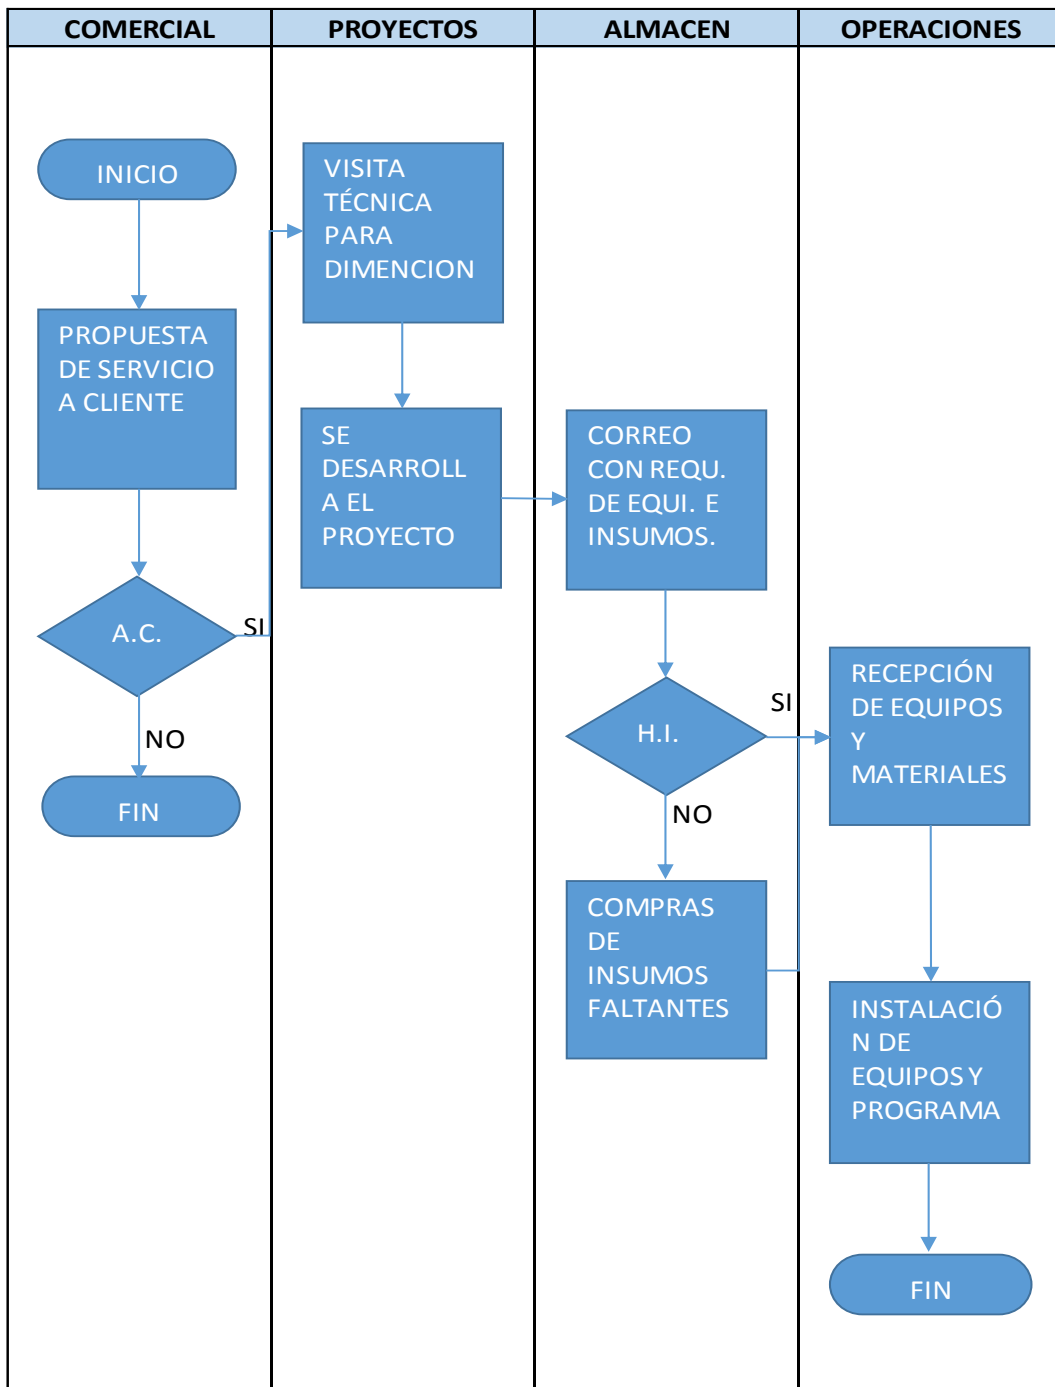 COMERCIAL
PROYECTOS
ALMACEN
OPERACIONES
INICIO
PROPUESTA
DE SERVICIO
A CLIENTE
A.C.
SI
NO
FIN
VISITA
TÉCNICA
PARA
DIMENCION
SE
DESARROLL
A EL
PROYECTO
CORREO
CON REQU.
DE EQUI. E
INSUMOS.
H.I.
SI
NO
COMPRAS
DE
INSUMOS
FALTANTES
RECEPCIÓN
DE EQUIPOS
Y
MATERIALES
INSTALACIÓ
N DE
EQUIPOS Y
PROGRAMA
FIN